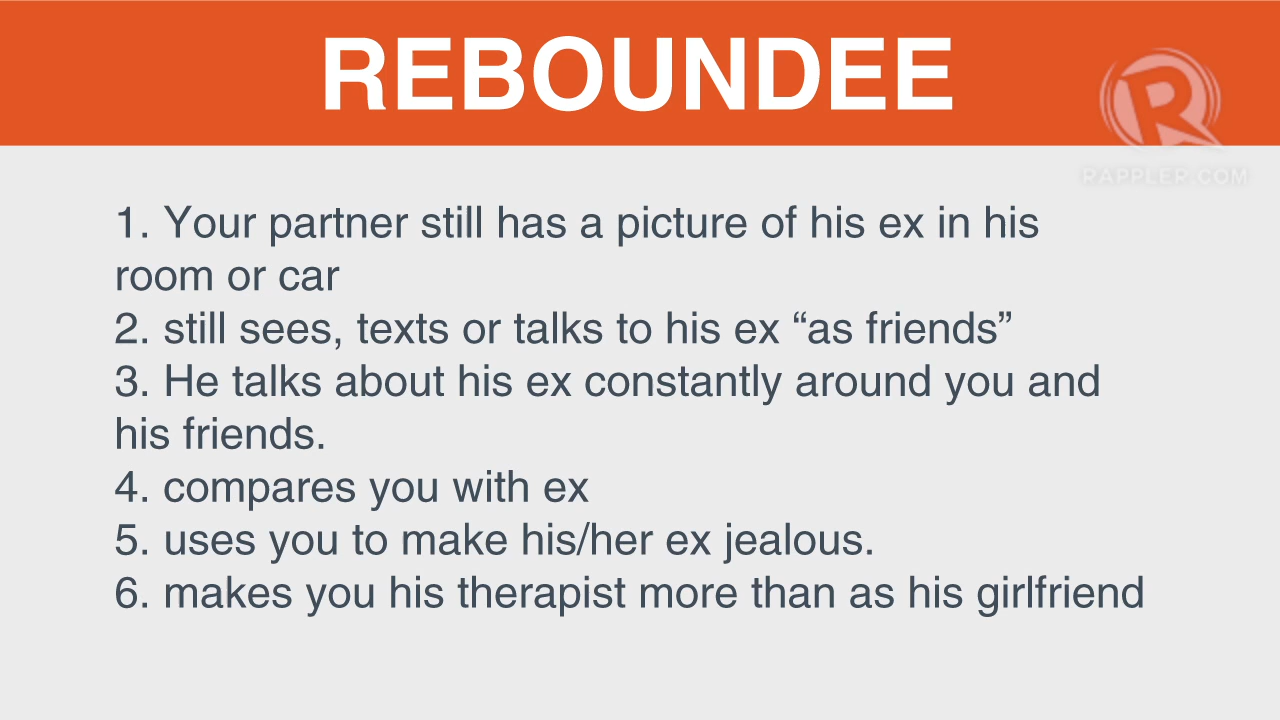 REBOUNDEE
RAPPLER.COM
1. Your partner still has a picture of his ex in his
room or car
2. still sees, texts or talks to his ex “as friends”
3. He talks about his ex constantly around you and
his friends.
4. compares you with ex
5. uses you to make his/her ex jealous.
6. makes you his therapist more than as his girlfriend